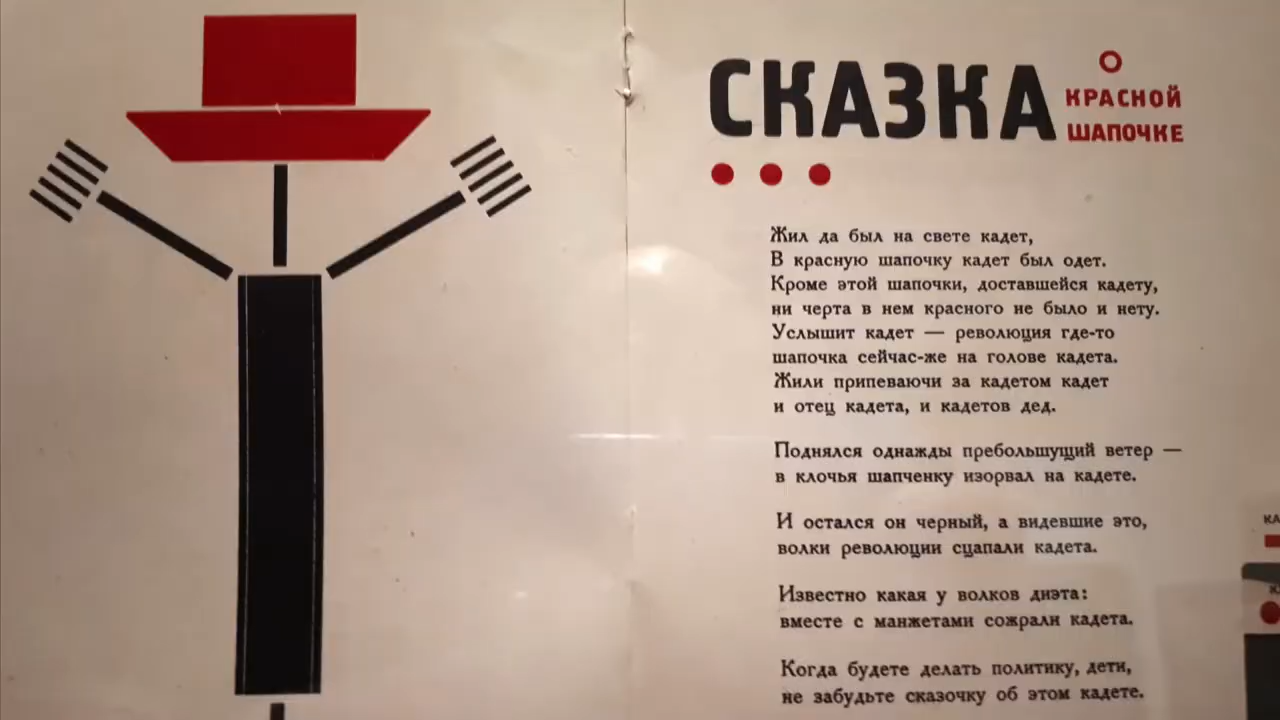 СКАЗКА
О
КРАСНОЙ
ШАПОЧКЕ
Жил да был на свете кадет,
В красную шапочку кадет был одет.
Кроме этой шапочки, доставшейся кадету,
ни черта в нем красного не было и нету.
Услышит кадет — революция где-то
шапочка сейчас-же на голове кадета.
Жили припеваючи за кадетом кадет
и отец кадета, и кадетов дед.
Поднялся однажды пребольшущий ветер —
в клочья шапченку изорвал на кадете.
И остался он черный, а видевшие это,
волки революции сцапали кадета.
Известно какая у волков диэта:
вместе с манжетами сожрали кадета.
Когда будете делать политику, дети,
не забудьте сказочку об этом кадете.